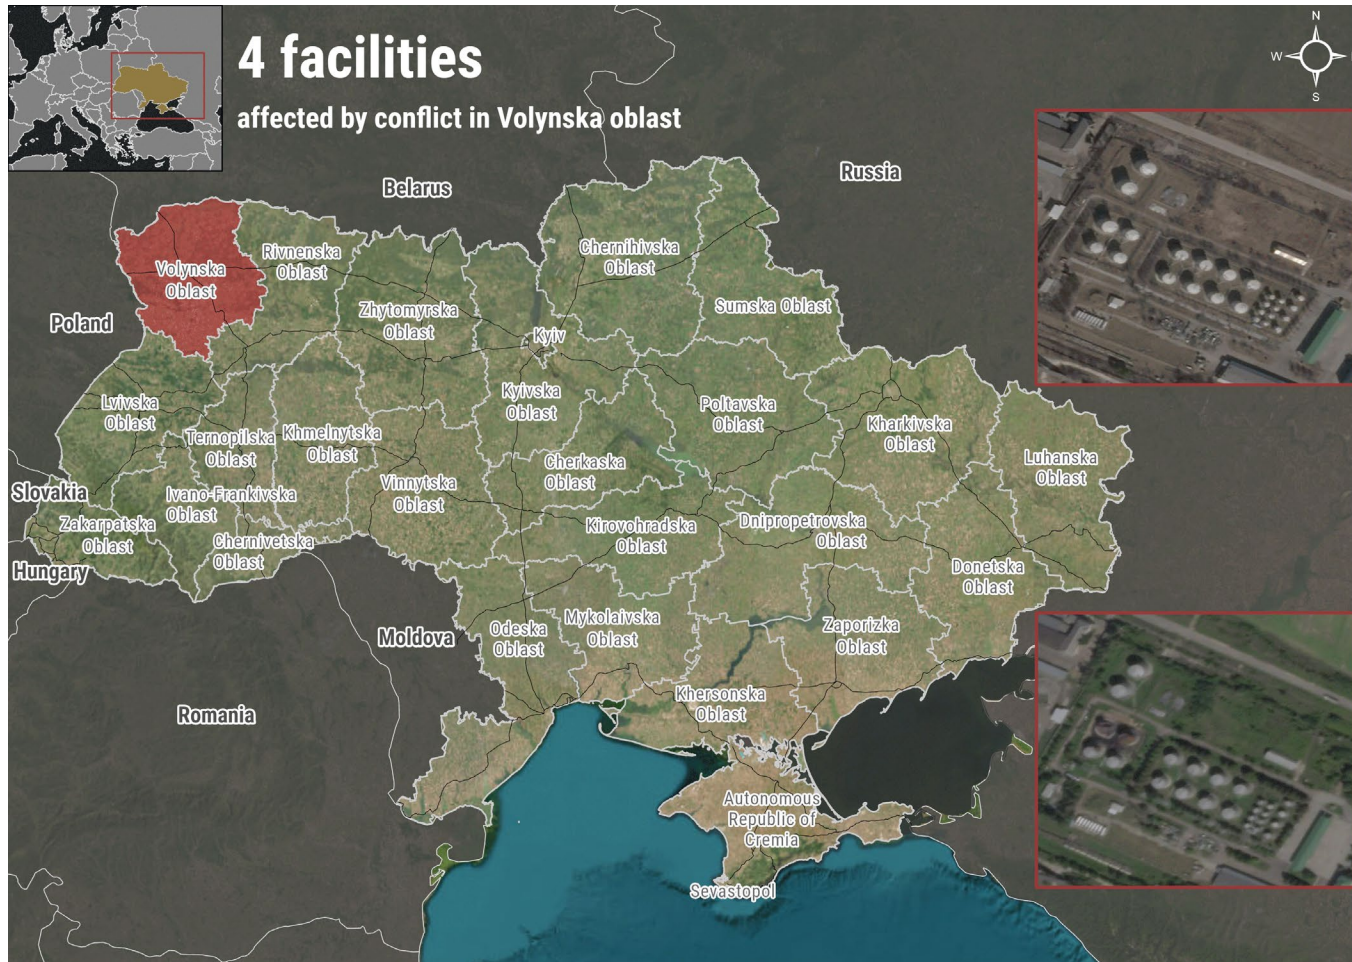 4 facilities
affected by conflict in Volynska oblast
N
W
S
Belarus
Russia
Volynska
Oblast
Rivnenska
Oblast
Chernihivska
Oblast
Zhytomyrska
Oblast
Sumska Oblast
Poland
Kyiv
Kyivska
Oblast
Lvivska
Oblast
Ternopilska
Oblast
Khmelnytska
Oblast
Poltavska
Oblast
Kharkivska
Oblast
Cherkaska
Oblast
Luhanska
Oblast
Vinnytska
Oblast
Slovakia
Ivano-Frankivska
Oblast
Zakarpatska
Oblast
Chernivetska
Oblast
Kirovohradska
Oblast
Dnipropetrovska
Oblast
Hungary
Donetska
Oblast
Moldova
Odeska
Oblast
Mykolaivska
Oblast
Zaporizka
Oblast
Romania
Khersonska
Oblast
Autonomous
Republic of
Cremia
Sevastopol